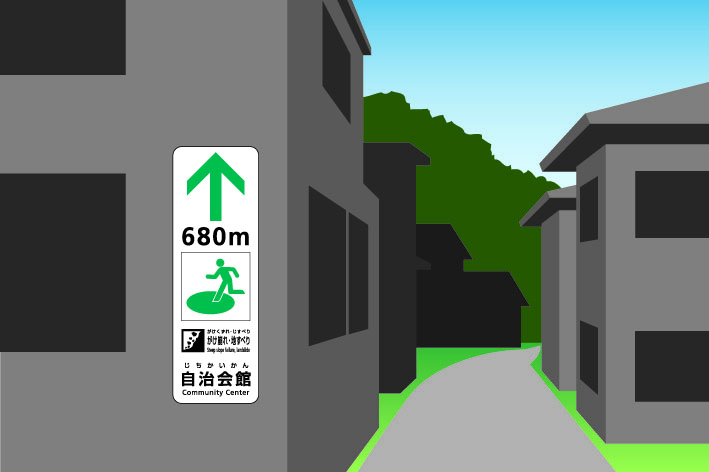 680m
がけくずれ・じすべり
がけ崩れ・地すべり
Steep slope failure, landslide
じちかいかん
自治会館
Community Center